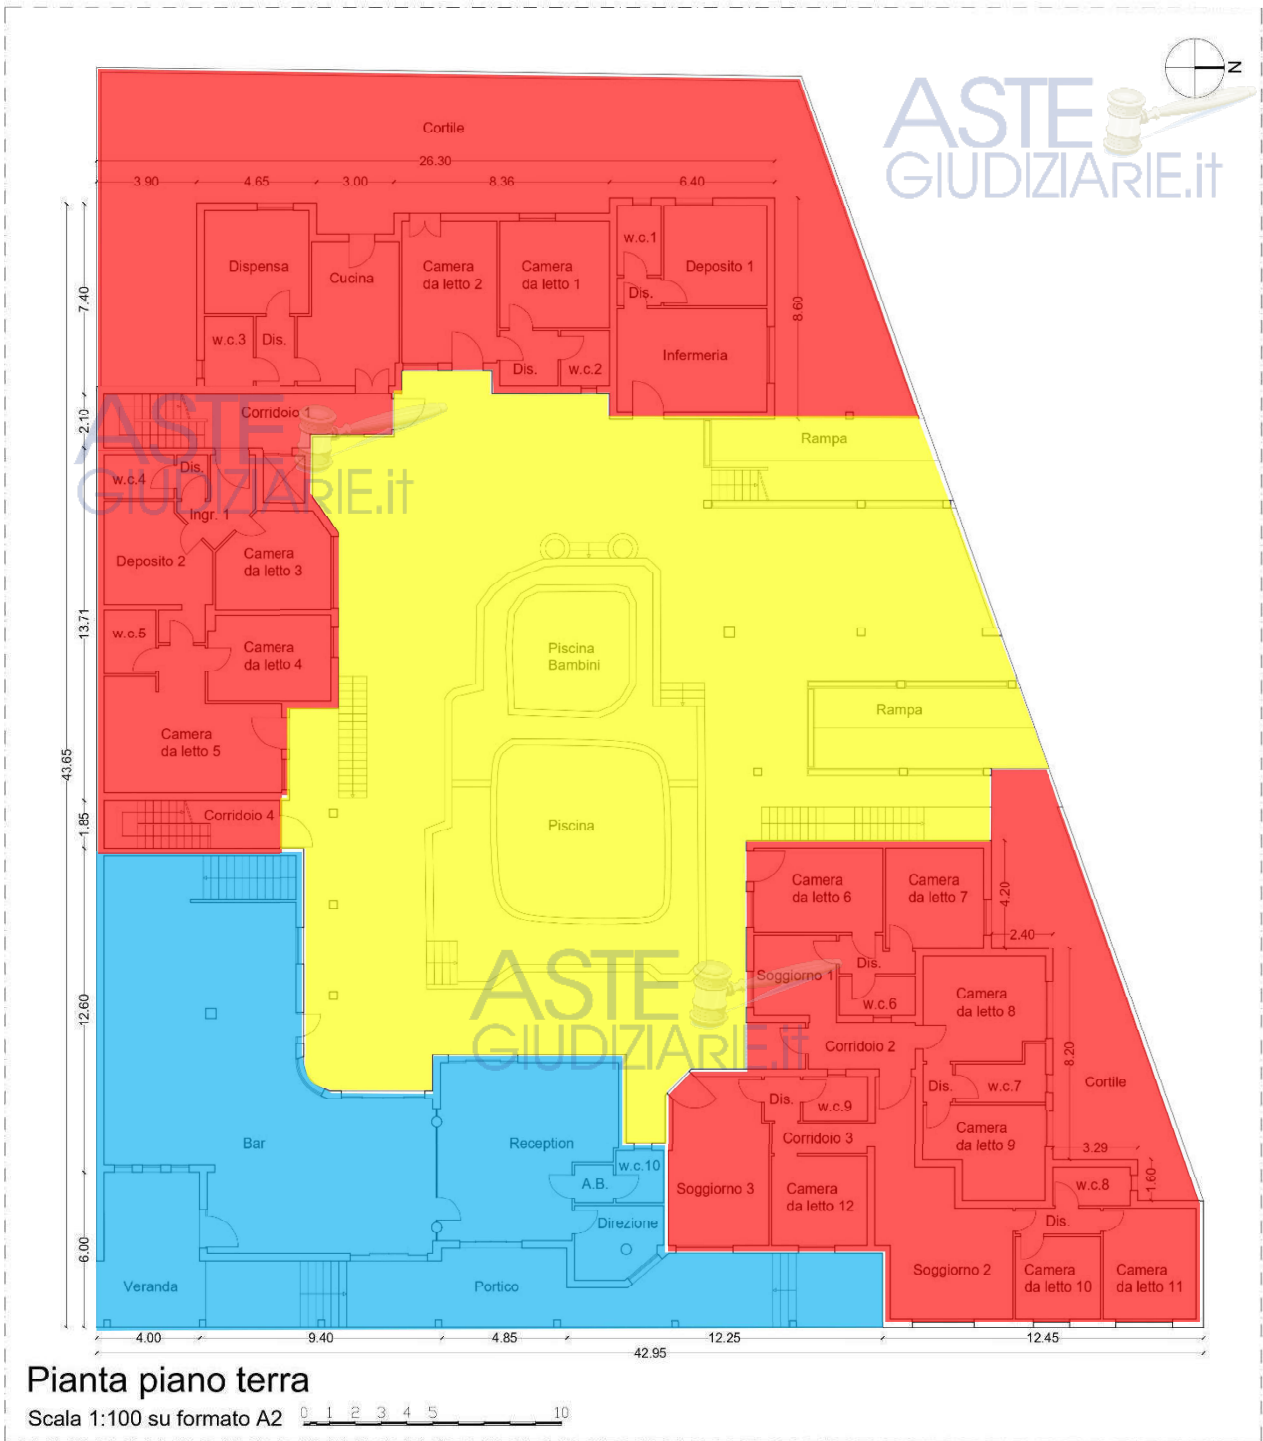 N
ASTE
GIUDIZIARIE.it
Cortile
26.30
3.90
4.65
3.00
8.36
6.40
w.c.1
Dispensa
Cucina
Camera
da letto 2
Camera
da letto 1
Deposito 1
Dis.
7.40
8.60
w.c.3
Dis.
Infermeria
Dis.
w.c.2
2.10
Corridoio 1
Rampa
ASTE
GIUDIZIARIE.it
w.c.4
Dis.
Ingr. 1
Deposito 2
Camera
da letto 3
13.71
w.c.5
Camera
da letto 4
Piscina
Bambini
Rampa
Camera
da letto 5
43.65
1.85
Corridoio 4
Piscina
Camera
da letto 6
Camera
da letto 7
4.20
2.40
Soggiorno 1
Dis.
w.c.6
Camera
da letto 8
12.60
ASTE
GIUDIZIARIE.it
Corridoio 2
8.20
Cortile
Dis.
w.c.7
Dis.
w.c.9
Bar
Reception
Corridoio 3
Camera
da letto 9
3.29
w.c.10
A.B.
Soggiorno 3
Camera
da letto 12
w.c.8
1.60
Direzione
Dis.
6.00
Veranda
Portico
Soggiorno 2
Camera
da letto 10
Camera
da letto 11
4.00
9.40
4.85
12.25
12.45
42.95
Pianta piano terra
Scala 1:100 su formato A2
0 1 2 3 4 5 10